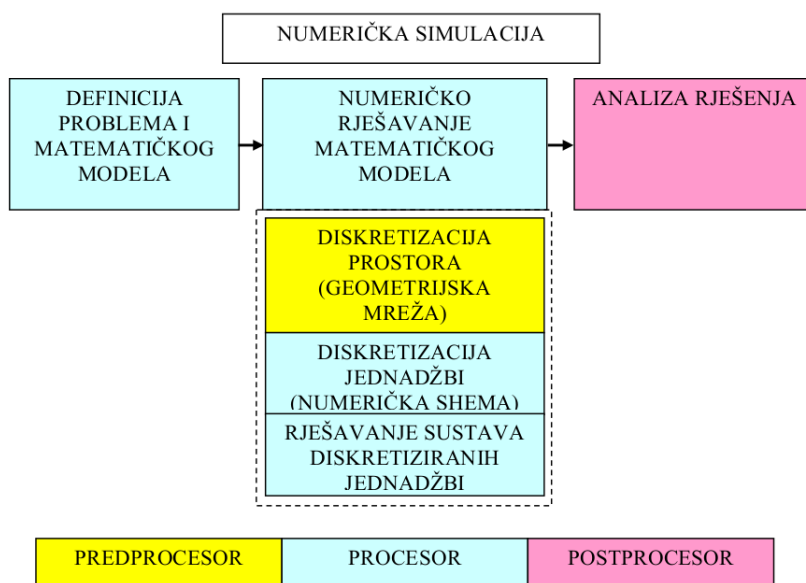 NUMERIČKA SIMULACIJA
DEFINICIJA
PROBLEMA I
MATEMATIČKOG
MODELA
NUMERIČKO
RJEŠAVANJE
MATEMATIČKOG
MODELA
ANALIZA RJEŠENJA
DISKRETIZACIJA
PROSTORA
(GEOMETRIJSKA
MREŽA)
DISKRETIZACIJA
JEDNADŽBI
(NUMERIČKA SHEMA)
RJEŠAVANJE SUSTAVA
DISKRETIZIRANIH
JEDNADŽBI
PREDPROCESOR
PROCESOR
POSTPROCESOR